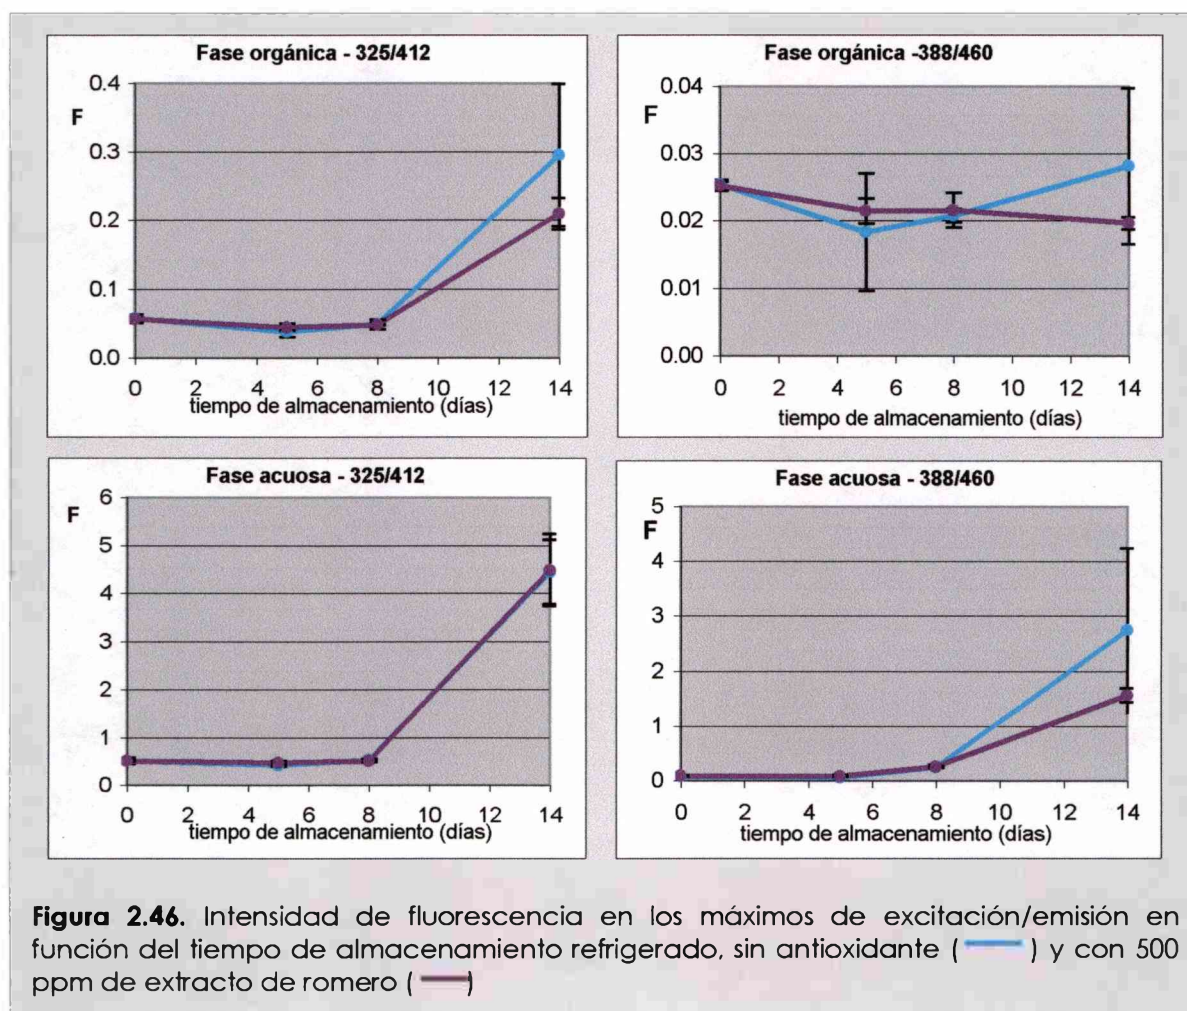 Fase orgánica - 325/412
F
0.4
0.3
0.2
0.1
0.0
0 2 4 6 8 10 12 14
tiempo de almacenamiento (días)
Fase orgánica -388/460
F
0.04
0.03
0.02
0.01
0.00
0 2 4 6 8 10 12 14
tiempo de almacenamiento (días)
Fase acuosa - 325/412
F
6
5
4
3
2
1
0
0 2 4 6 8 10 12 14
tiempo de almacenamiento (días)
Fase acuosa - 388/460
F
5
4
3
2
1
0
0 2 4 6 8 10 12 14
tiempo de almacenamiento (días)
Figura 2.46. Intensidad de fluorescencia en los máximos de excitación/emisión en
función del tiempo de almacenamiento refrigerado, sin antioxidante ( ) y con 500
ppm de extracto de romero ( )